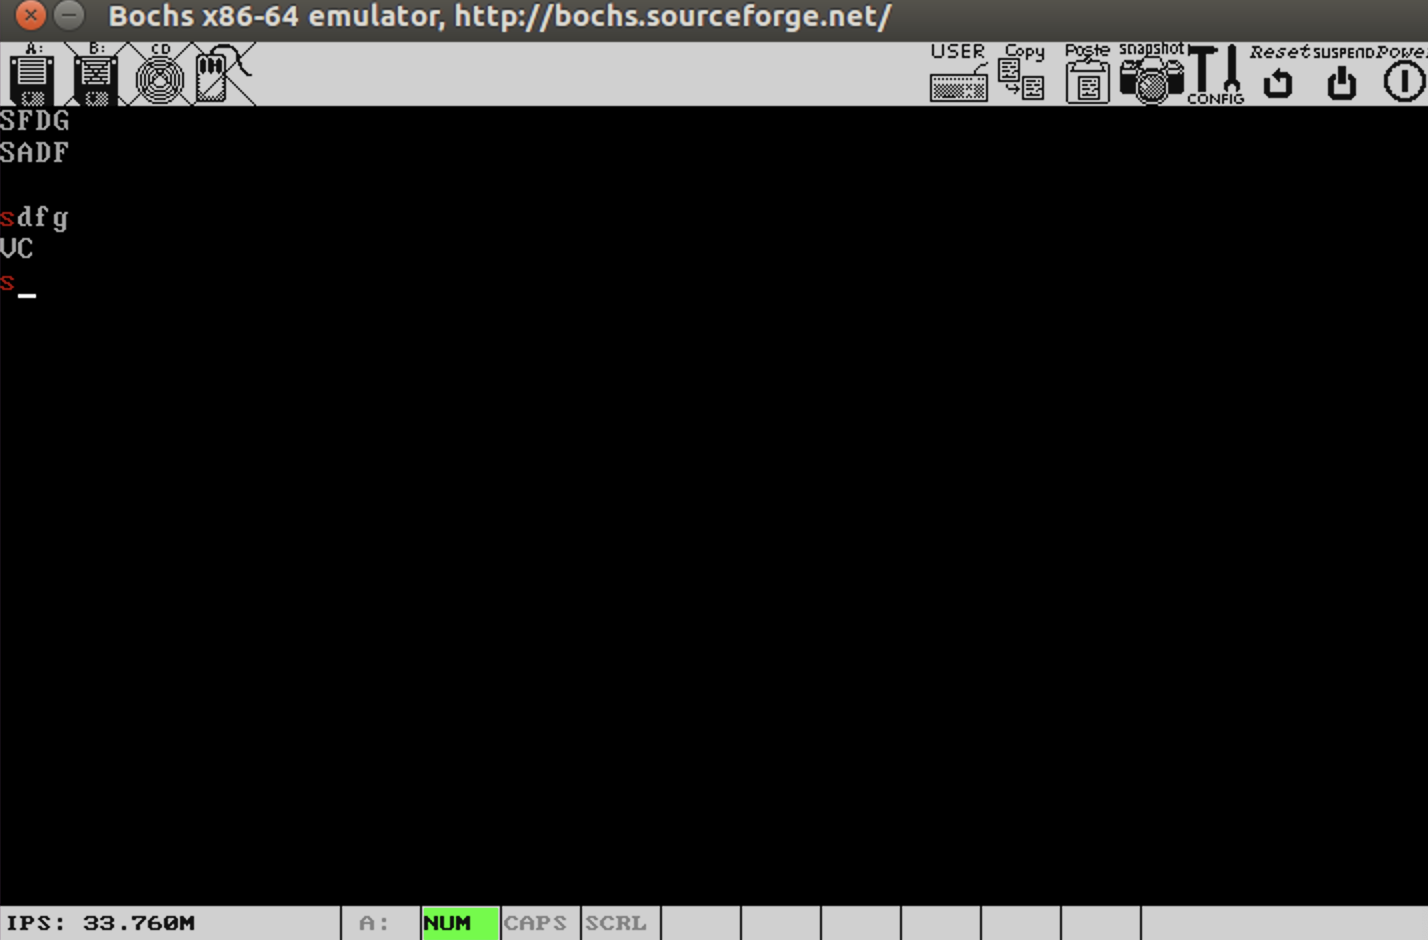 Bochs x86-64 emulator, http://bochs.sourceforge.net/
A: B: CD USER Copy Paste snapshot CONFIG Reset SUSPEND Power
SFDG
SADF
sdfg
VC
s_
IPS: 33.760M A: NUM CAPS SCRL